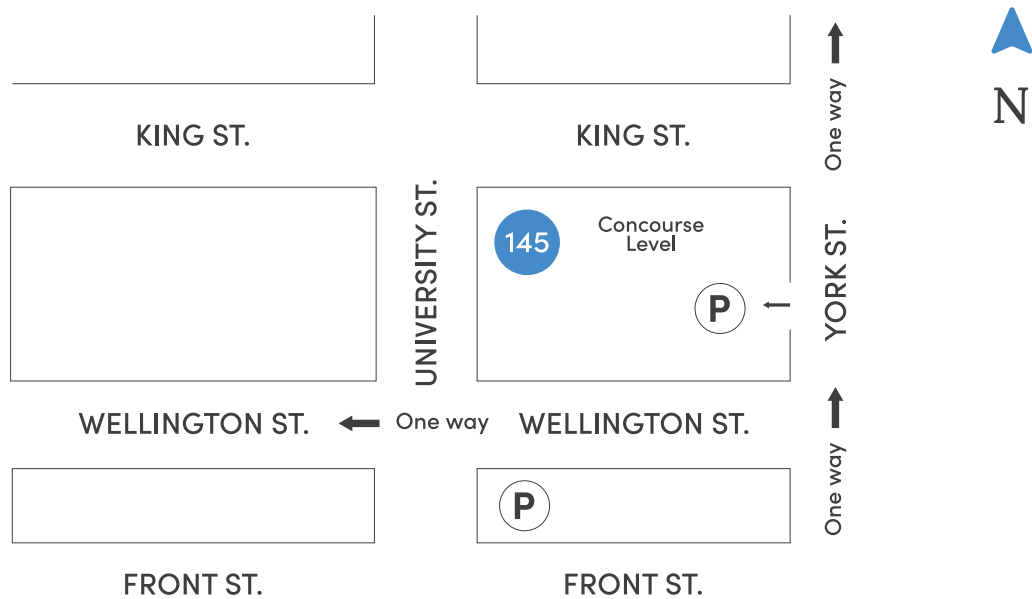 One way
N
KING ST.
KING ST.
UNIVERSITY ST.
145
Concourse
Level
P
YORK ST.
WELLINGTON ST.
One way
WELLINGTON ST.
One way
P
FRONT ST.
FRONT ST.